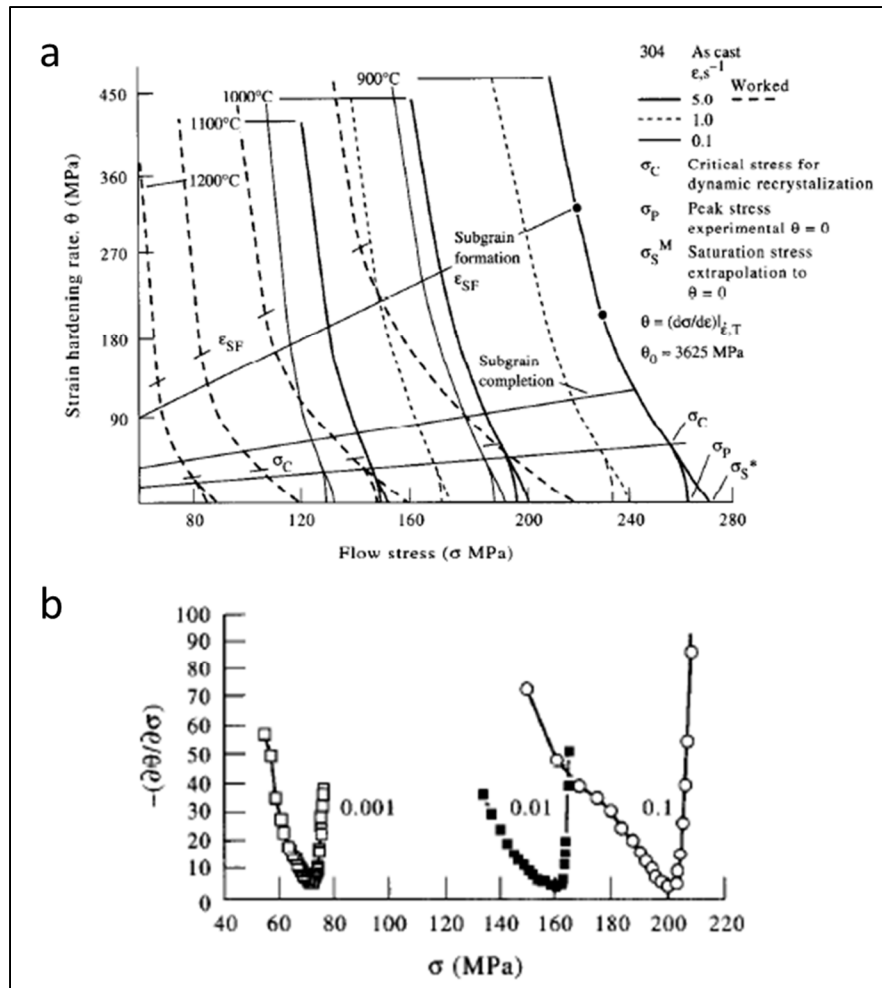 a
304 As cast
ε̇,s⁻¹
Worked
5.0
1.0
0.1
σC Critical stress for
dynamic recrystalization
σP Peak stress
experimental θ = 0
σS^M Saturation stress
extrapolation to
θ = 0
θ = (dσ/dε)|ε̇,T
θ0 = 3625 MPa
900°C
1000°C
1100°C
1200°C
Subgrain
formation
εSF
εSF
Subgrain
completion
σC
σC
σP
σS*
Strain hardening rate. θ (MPa)
450
360
270
180
90
80 120 160 200 240 280
Flow stress (σ MPa)
b
-(∂θ/∂σ)
100
90
80
70
60
50
40
30
20
10
0
0.001 0.01 0.1
40 60 80 100 120 140 160 180 200 220
σ (MPa)